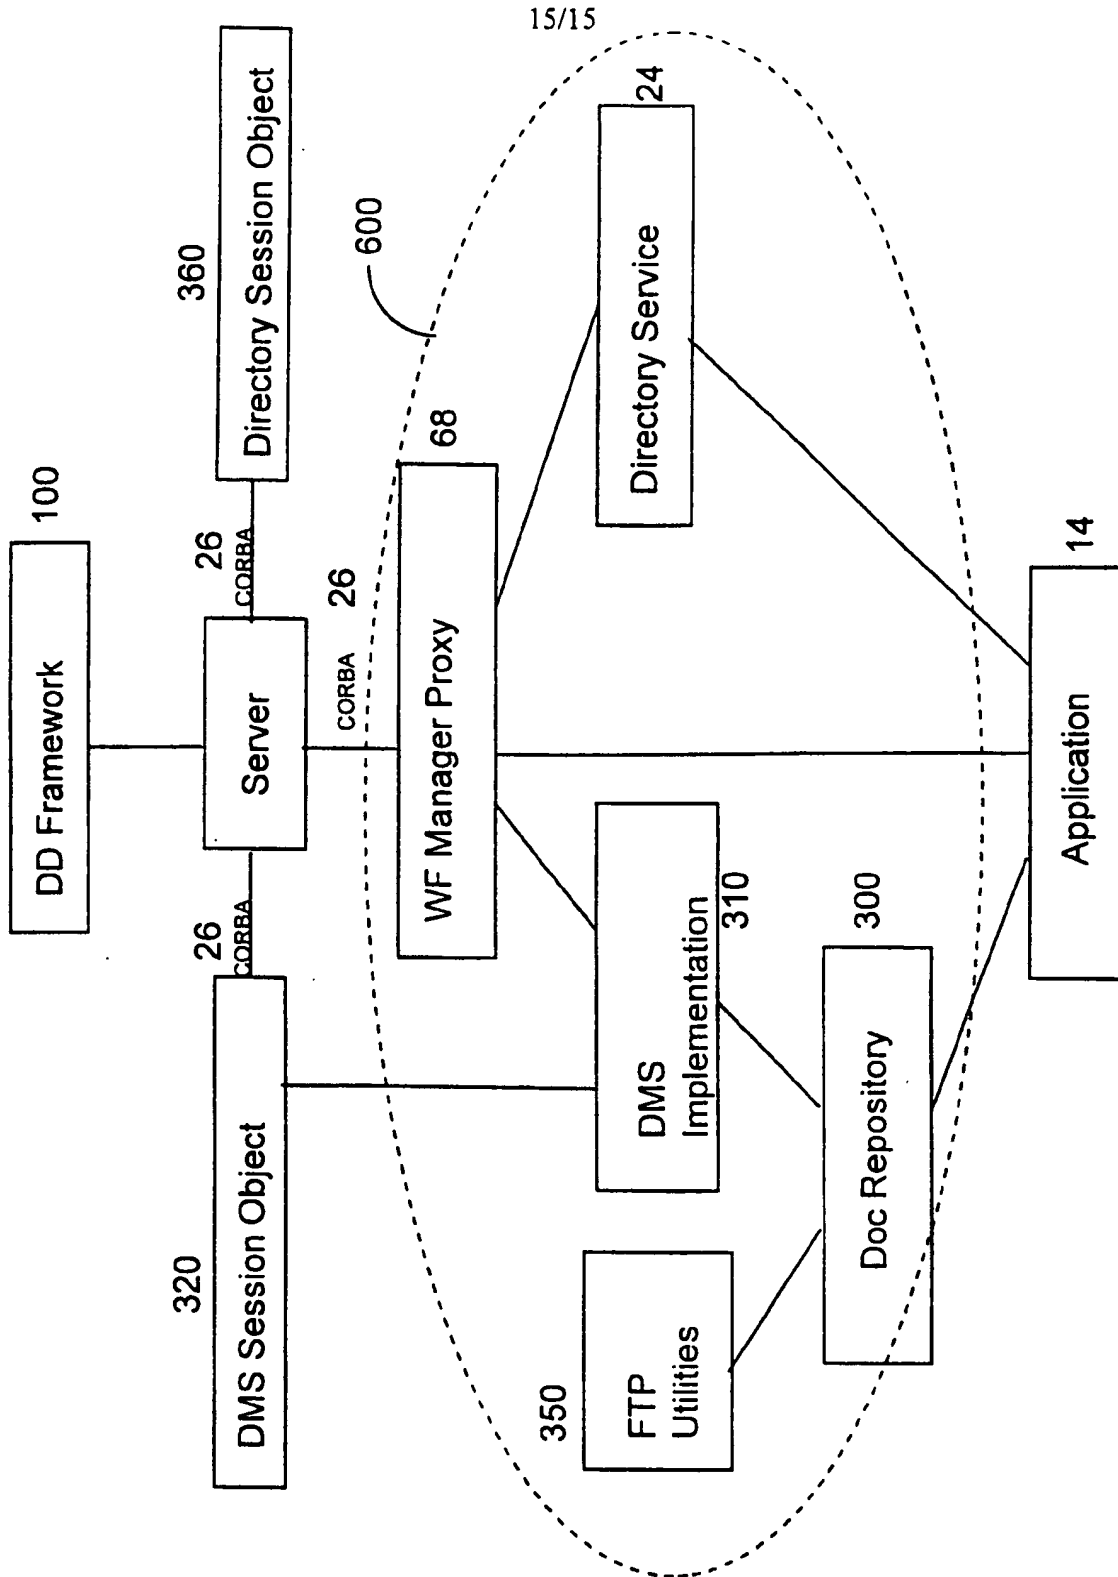 15/15
100
DD Framework
360
Directory Session Object
26
CORBA
Server
26
CORBA
320
DMS Session Object
26
CORBA
600
68
WF Manager Proxy
24
Directory Service
DMS
Implementation
310
350
FTP
Utilities
300
Doc Repository
14
Application